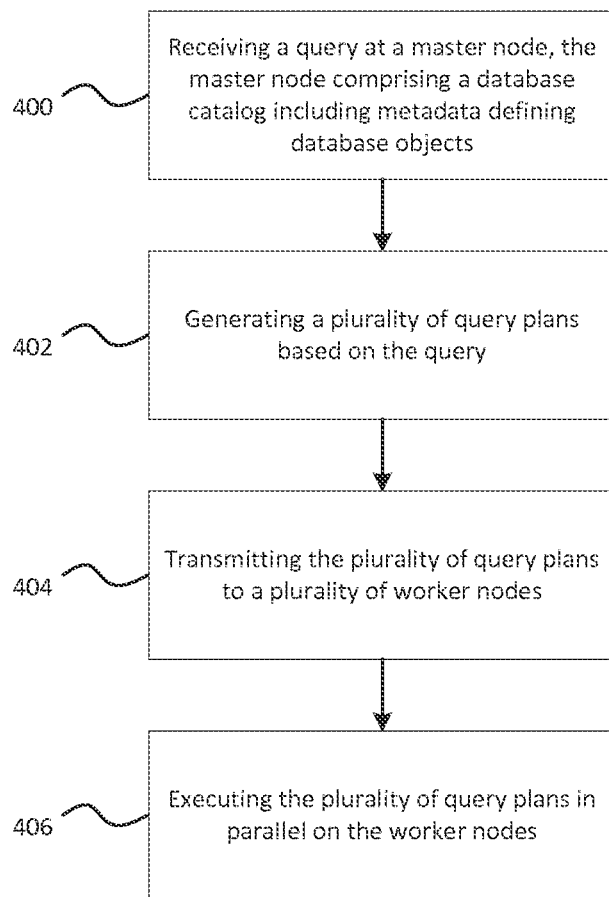 Receiving a query at a master node, the
master node comprising a database
catalog including metadata defining
database objects
400
Generating a plurality of query plans
based on the query
402
Transmitting the plurality of query plans
to a plurality of worker nodes
404
Executing the plurality of query plans in
parallel on the worker nodes
406